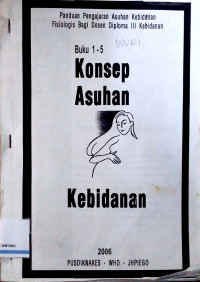 Panduan Pengajaran Asuhan Kebidanan
Fisiologis Bagi Dosen Diploma III Kebidanan
Buku 1-5
WURI
Konsep
Asuhan
Kebidanan
2006
PUSDIKNAKES - WHO - JHPIEGO